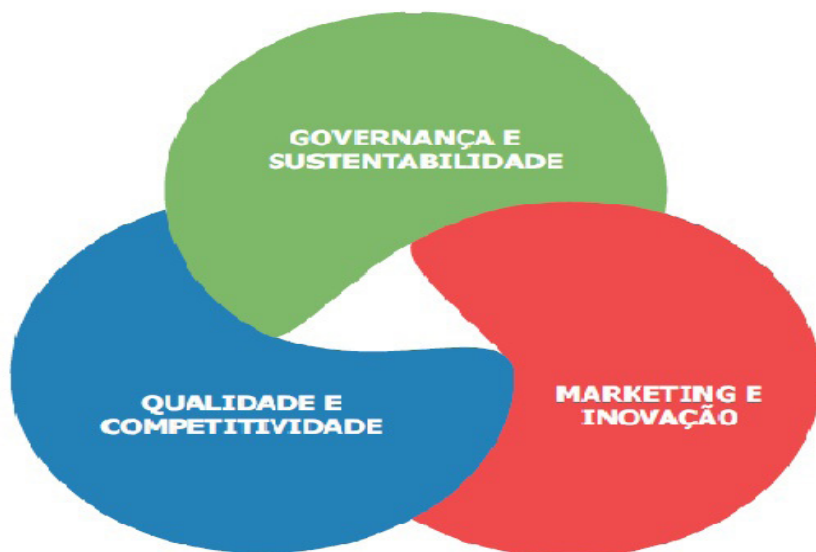 GOVERNANÇA E
SUSTENTABILIDADE
QUALIDADE E
COMPETITIVIDADE
MARKETING E
INOVAÇÃO